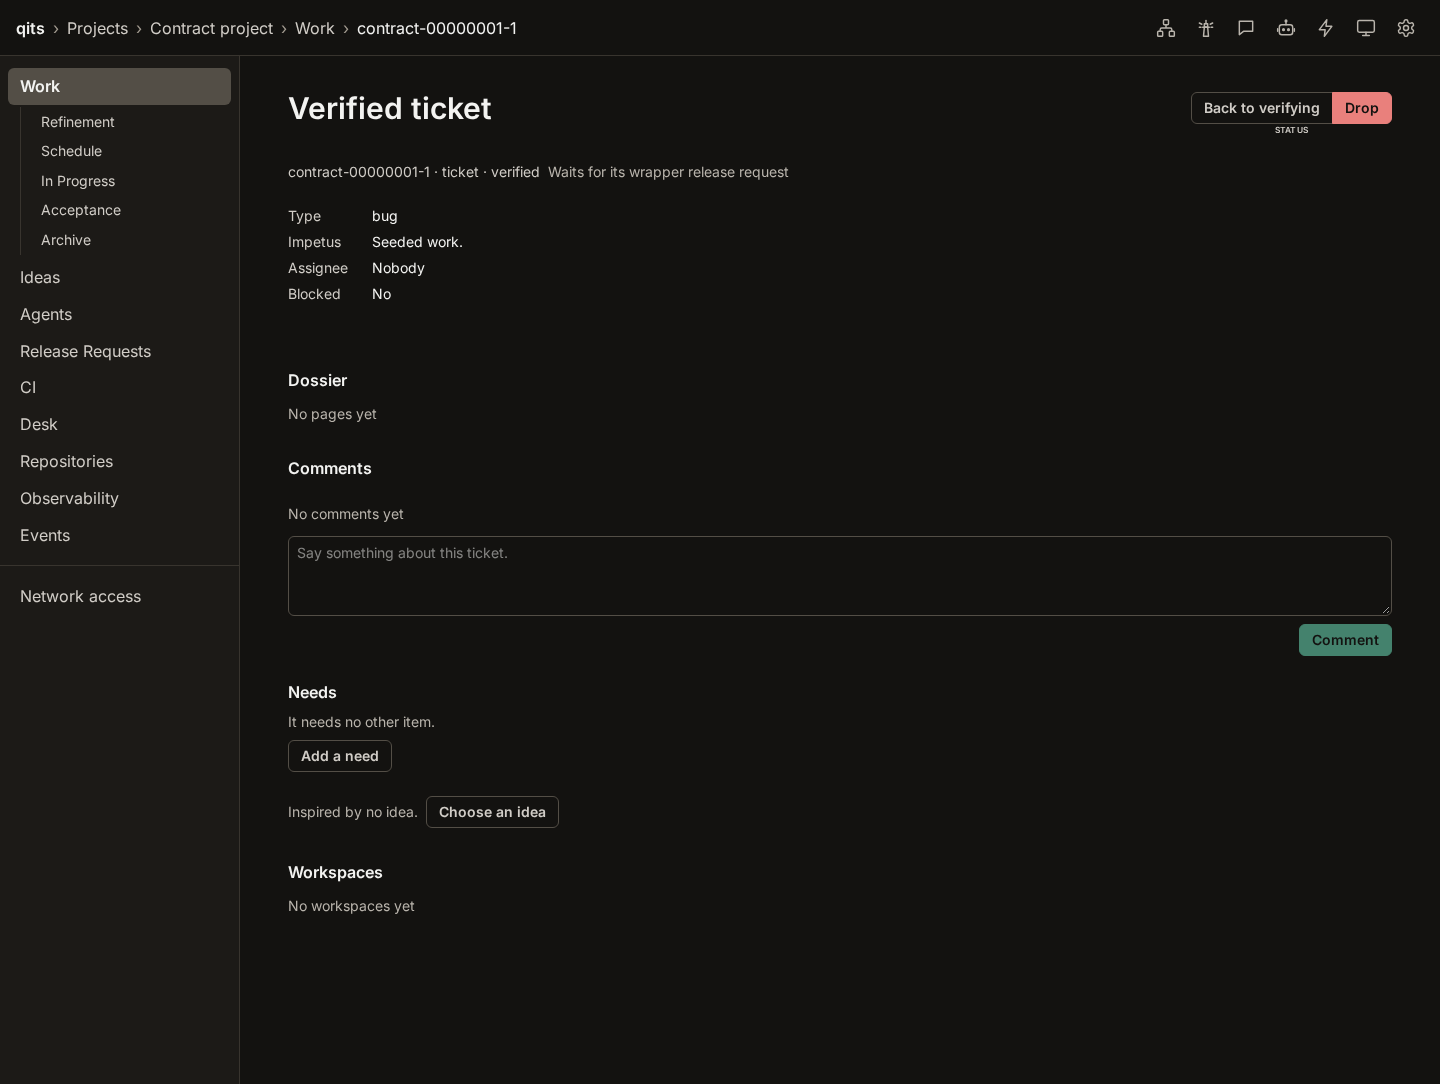 qits › Projects › Contract project › Work › contract-00000001-1
Work
Refinement
Schedule
In Progress
Acceptance
Archive
Ideas
Agents
Release Requests
CI
Desk
Repositories
Observability
Events
Network access
Verified ticket
Back to verifying
Drop
STATUS
contract-00000001-1 · ticket · verified Waits for its wrapper release request
Type bug
Impetus Seeded work.
Assignee Nobody
Blocked No
Dossier
No pages yet
Comments
No comments yet
Say something about this ticket.
Comment
Needs
It needs no other item.
Add a need
Inspired by no idea. Choose an idea
Workspaces
No workspaces yet